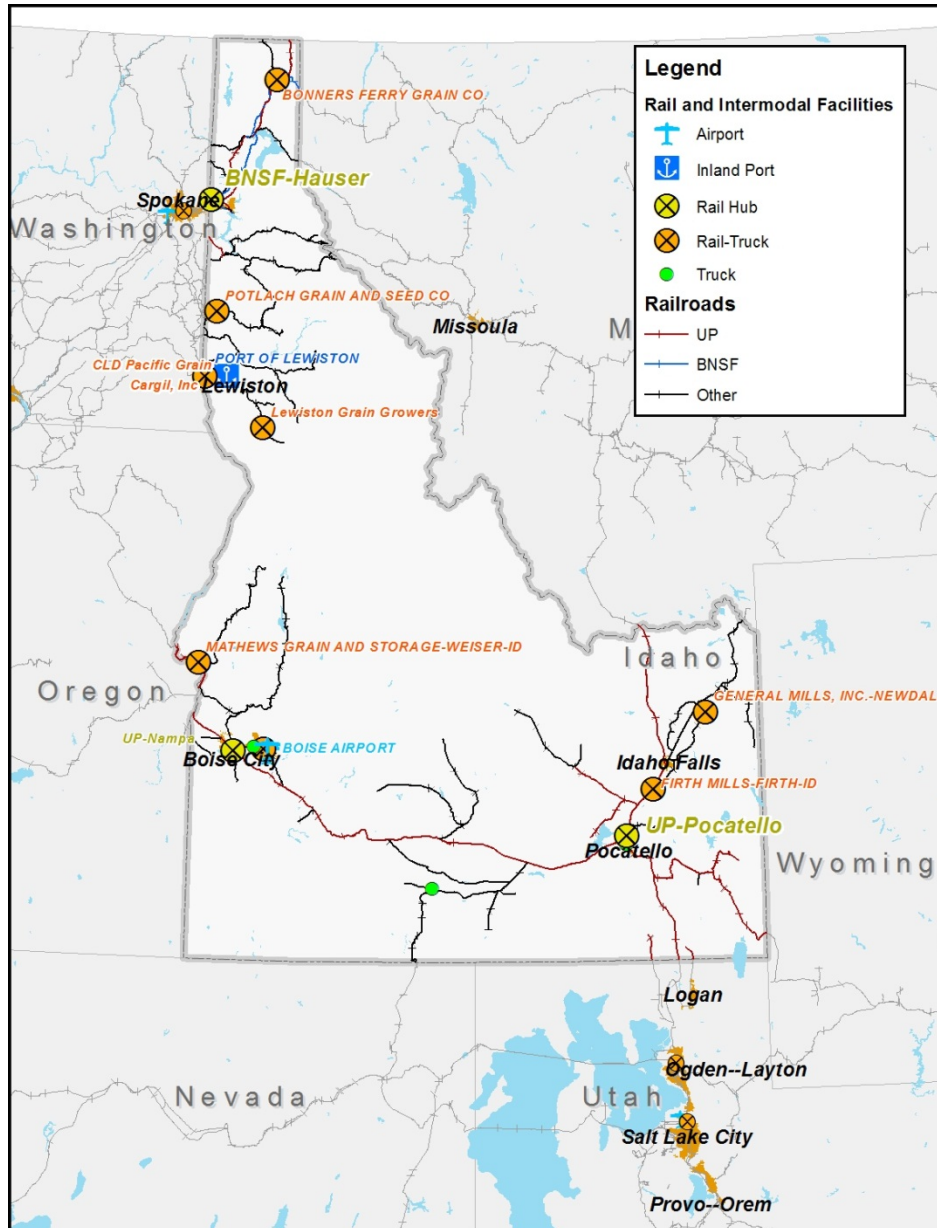 Legend
Rail and Intermodal Facilities
Airport
Inland Port
Rail Hub
Rail-Truck
Truck
Railroads
UP
BNSF
Other
BONNERS FERRY GRAIN CO
BNSF-Hauser
Spokane
Washington
POTLACH GRAIN AND SEED CO
Missoula
M
PORT OF LEWISTON
CLD Pacific Grain
Cargil, Inc
Lewiston
Lewiston Grain Growers
MATHEWS GRAIN AND STORAGE-WEISER-ID
Idaho
Oregon
GENERAL MILLS, INC.-NEWDAL
UP-Nampa
BOISE AIRPORT
Boise City
Idaho Falls
FIRTH MILLS-FIRTH-ID
UP-Pocatello
Pocatello
Wyoming
Logan
Ogden--Layton
Nevada
Utah
Salt Lake City
Provo--Orem